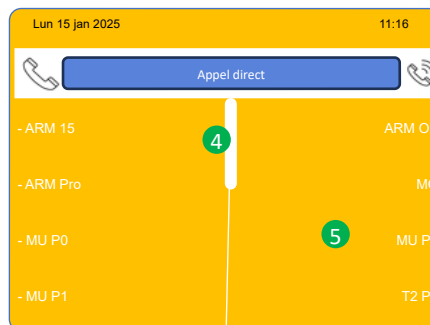 Lun 15 jan 2025 11:16
Appel direct
- ARM 15 ARM O
4
- ARM Pro M
- MU P0 5 MU P
- MU P1 T2 P